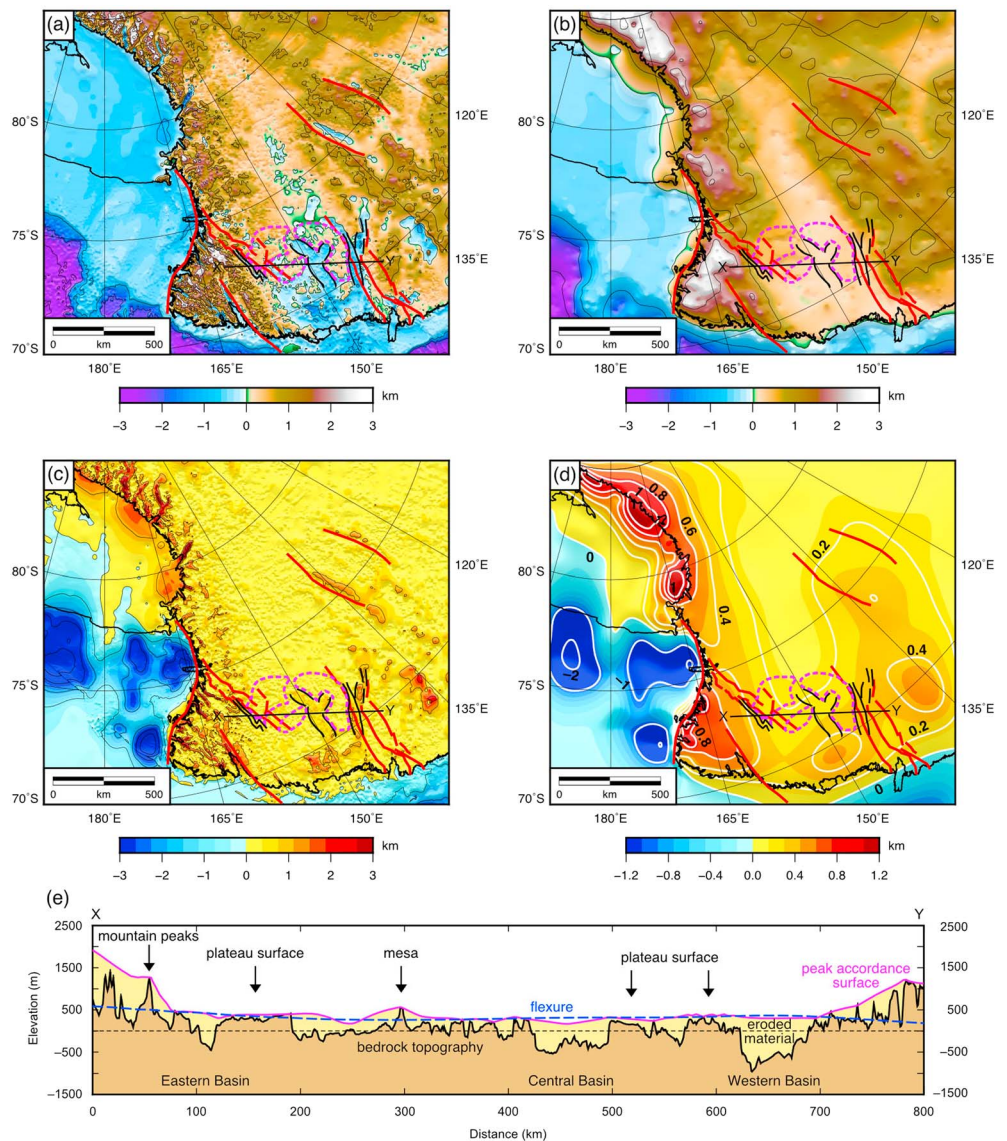 (a)
80°S
75°S
70°S
120°E
135°E
180°E
165°E
150°E
X
Y
0
500
km
km
−3 −2 −1 0 1 2 3
(b)
80°S
75°S
70°S
120°E
135°E
180°E
165°E
150°E
X
Y
0
500
km
km
−3 −2 −1 0 1 2 3
(c)
80°S
75°S
70°S
120°E
135°E
180°E
165°E
150°E
X
Y
0
500
km
km
−3 −2 −1 0 1 2 3
(d)
1
0.8
0.6
0.4
0.2
0
1
0.4
−2
−1
0.8
0.2
0
80°S
75°S
70°S
120°E
135°E
180°E
165°E
150°E
X
Y
0
500
km
km
−1.2 −0.8 −0.4 0.0 0.4 0.8 1.2
(e)
X
Y
2500
1500
500
−500
−1500
Elevation (m)
mountain peaks
plateau surface
mesa
plateau surface
peak accordance
surface
flexure
eroded
material
bedrock topography
Eastern Basin
Central Basin
Western Basin
2500
1500
500
−500
−1500
Elevation (m)
0 100 200 300 400 500 600 700 800
Distance (km)